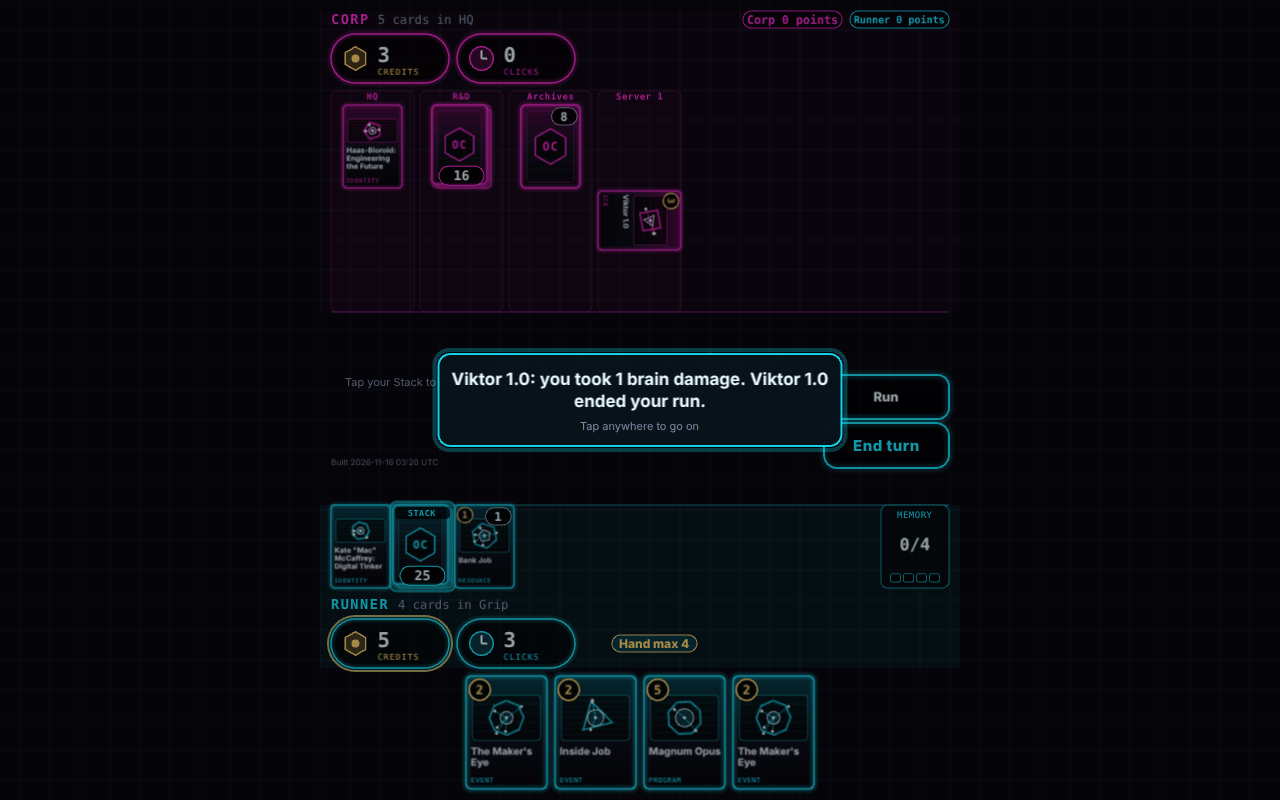 CORP 5 cards in HQ
Corp 0 points
Runner 0 points
3
CREDITS
0
CLICKS
HQ
R&D
Archives
Server 1
Haas-Bioroid:
Engineering
the Future
IDENTITY
OC
16
8
OC
3
Viktor 1.0
ICE
Tap your Stack to
Viktor 1.0: you took 1 brain damage. Viktor 1.0
ended your run.
Tap anywhere to go on
Run
End turn
Built 2026-11-16 03:20 UTC
Kate "Mac"
McCaffrey:
Digital Tinker
IDENTITY
STACK
OC
25
1
1
Bank Job
RESOURCE
MEMORY
0/4
RUNNER 4 cards in Grip
5
CREDITS
3
CLICKS
Hand max 4
2
The Maker's
Eye
EVENT
2
Inside Job
EVENT
5
Magnum Opus
PROGRAM
2
The Maker's
Eye
EVENT